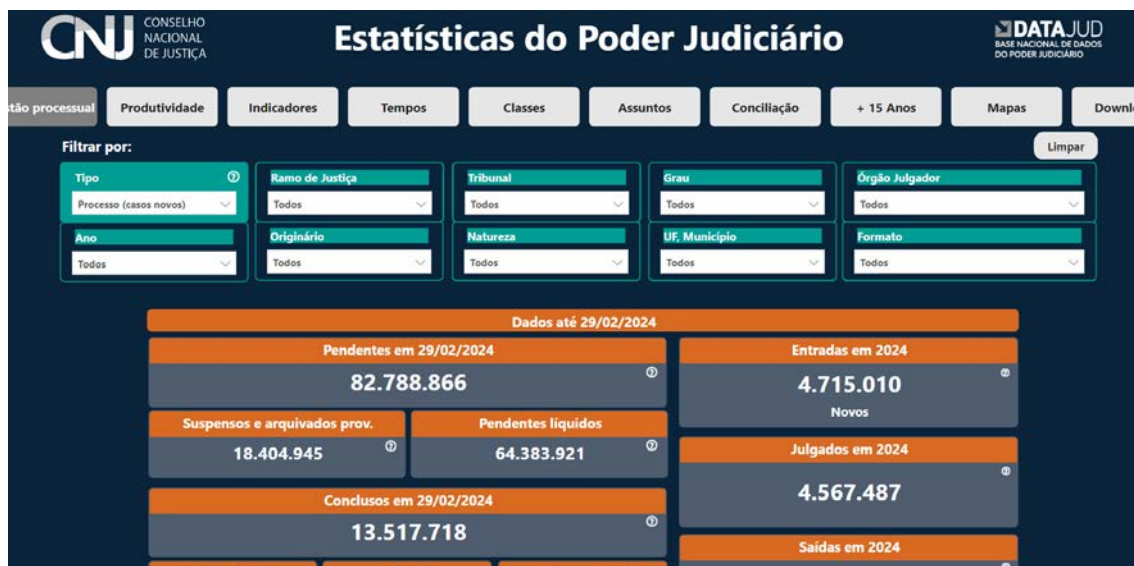 CNJ CONSELHO
NACIONAL
DE JUSTIÇA
Estatísticas do Poder Judiciário
DATAJUD
BASE NACIONAL DE DADOS
DO PODER JUDICIÁRIO
stão processual Produtividade Indicadores Tempos Classes Assuntos Conciliação + 15 Anos Mapas Downl
Filtrar por: Limpar
Tipo Ramo de Justiça Tribunal Grau Órgão Julgador
Processo (casos novos) Todos Todos Todos Todos
Ano Originário Natureza UF, Município Formato
Todos Todos Todos Todos Todos
Dados até 29/02/2024
Pendentes em 29/02/2024
82.788.866
Entradas em 2024
4.715.010
Novos
Suspensos e arquivados prov.
18.404.945
Pendentes líquidos
64.383.921
Julgados em 2024
4.567.487
Conclusos em 29/02/2024
13.517.718
Saídas em 2024